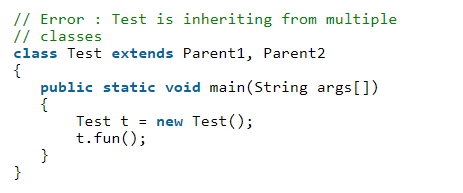 // Error : Test is inheriting from multiple
// classes
class Test extends Parent1, Parent2
{
    public static void main(String args[])
    {
        Test t = new Test();
        t.fun();
    }
}